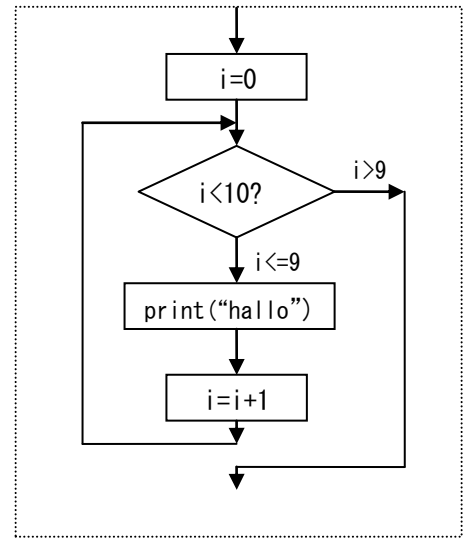 i=0
i<10?
i>9
i<=9
print(“hallo”)
i=i+1